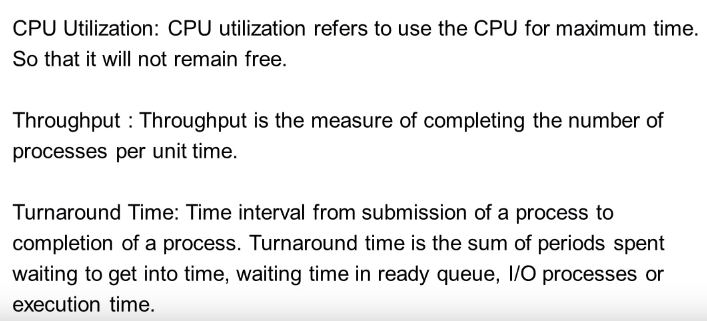 CPU Utilization: CPU utilization refers to use the CPU for maximum time.
So that it will not remain free.
Throughput : Throughput is the measure of completing the number of
processes per unit time.
Turnaround Time: Time interval from submission of a process to
completion of a process. Turnaround time is the sum of periods spent
waiting to get into time, waiting time in ready queue, I/O processes or
execution time.